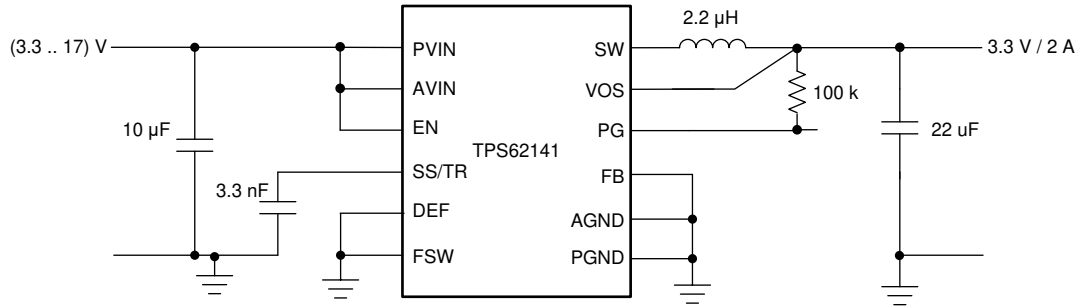 2.2 µH
(3.3 .. 17) V
PVIN
SW
3.3 V / 2 A
AVIN
VOS
100 k
10 µF
EN
PG
22 uF
TPS62141
SS/TR
FB
3.3 nF
DEF
AGND
FSW
PGND